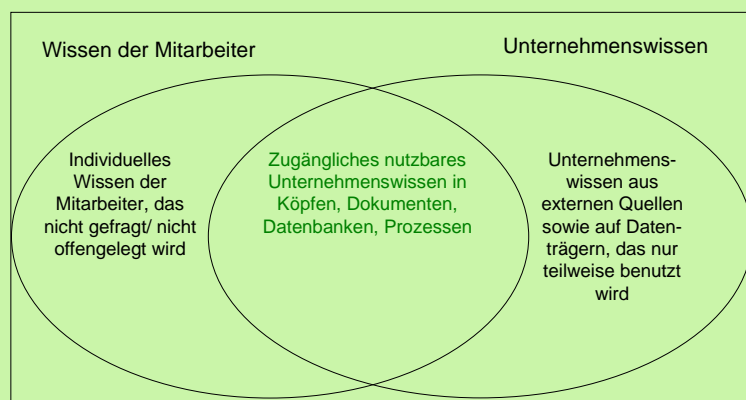 Wissen der Mitarbeiter
Unternehmenswissen
Individuelles
Wissen der
Mitarbeiter, das
nicht gefragt/ nicht
offengelegt wird
Zugängliches nutzbares
Unternehmenswissen in
Köpfen, Dokumenten,
Datenbanken, Prozessen
Unternehmens-
wissen aus
externen Quellen
sowie auf Daten-
trägern, das nur
teilweise benutzt
wird